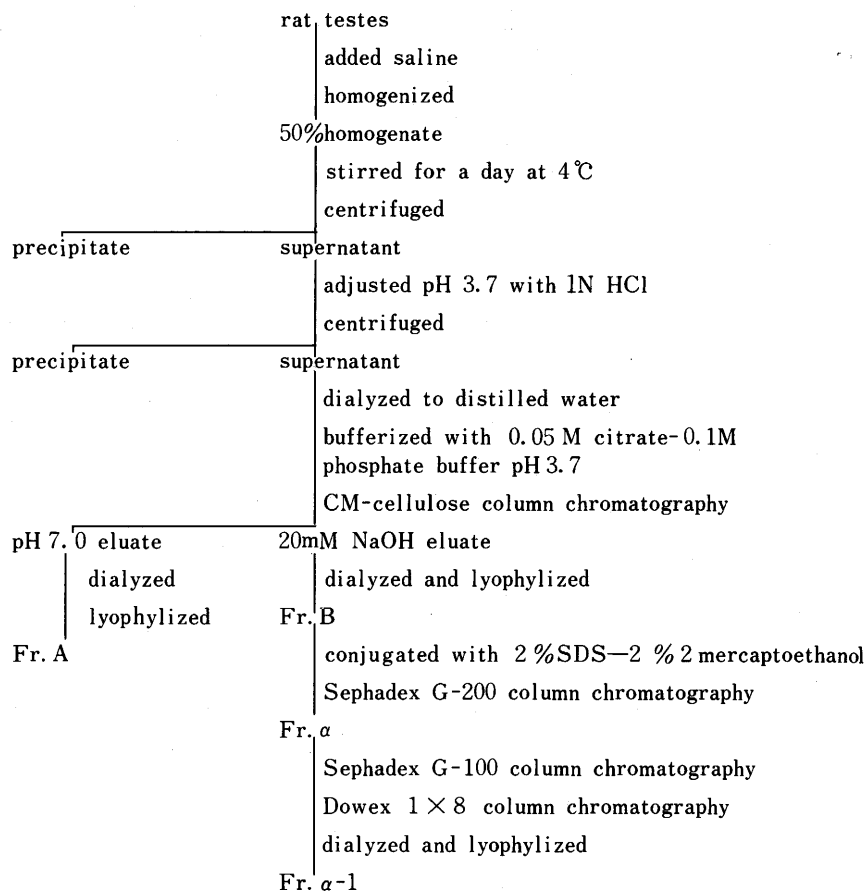 rat testes
added saline
homogenized
50%homogenate
stirred for a day at 4℃
centrifuged
precipitate supernatant
adjusted pH 3.7 with 1N HCl
centrifuged
precipitate supernatant
dialyzed to distilled water
bufferized with 0.05 M citrate-0.1M
phosphate buffer pH 3.7
CM-cellulose column chromatography
pH 7.0 eluate 20mM NaOH eluate
dialyzed dialyzed and lyophylized
lyophylized Fr. B
Fr. A conjugated with 2 %SDS—2 % 2 mercaptoethanol
Sephadex G-200 column chromatography
Fr. α
Sephadex G-100 column chromatography
Dowex 1 × 8 column chromatography
dialyzed and lyophylized
Fr. α-1